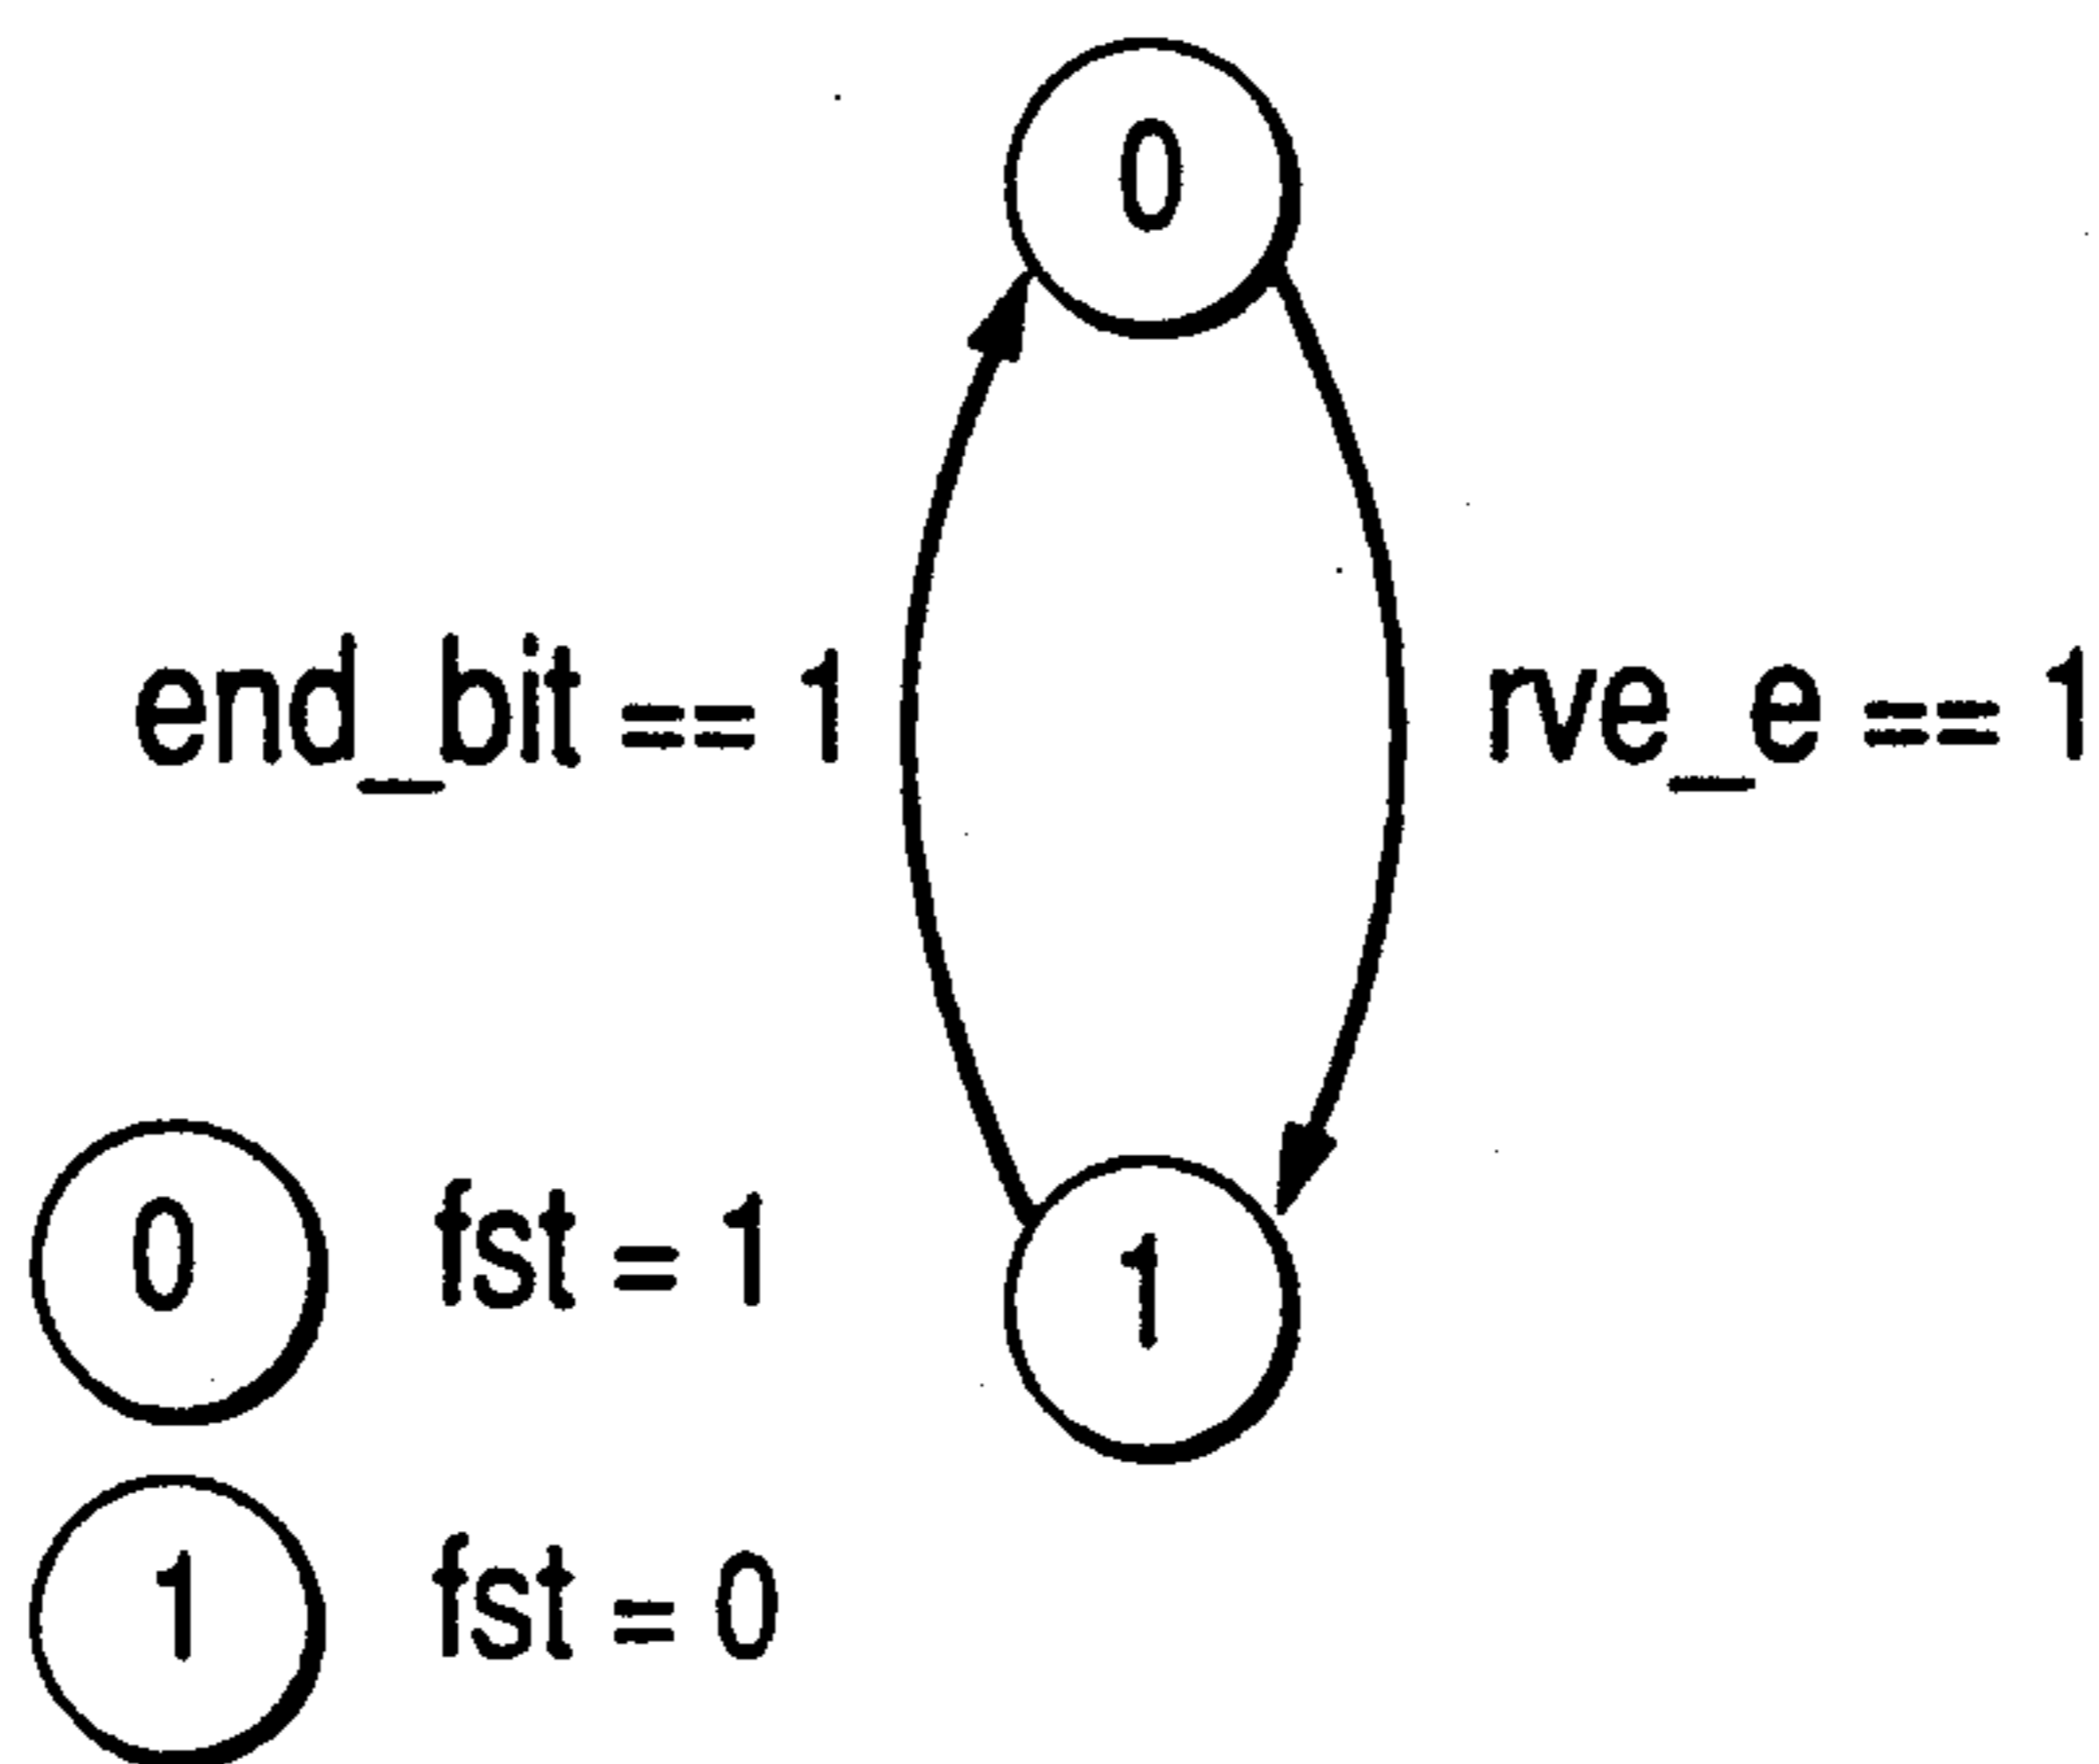 0
end_bit == 1
rve_e == 1
0 fst = 1
1
1 fst = 0